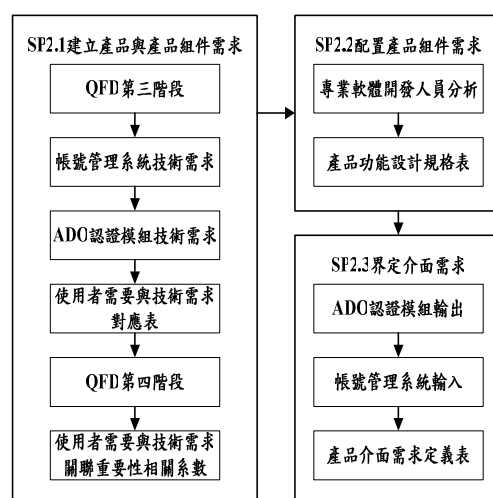 SP2.1建立產品與產品組件需求
QFD第三階段
帳號管理系統技術需求
ADO認證模組技術需求
使用者需要與技術需求
對應表
QFD第四階段
使用者需要與技術需求
關聯重要性相關系數
SP2.2配置產品組件需求
專業軟體開發人員分析
產品功能設計規格表
SP2.3界定介面需求
ADO認證模組輸出
帳號管理系統輸入
產品介面需求定義表